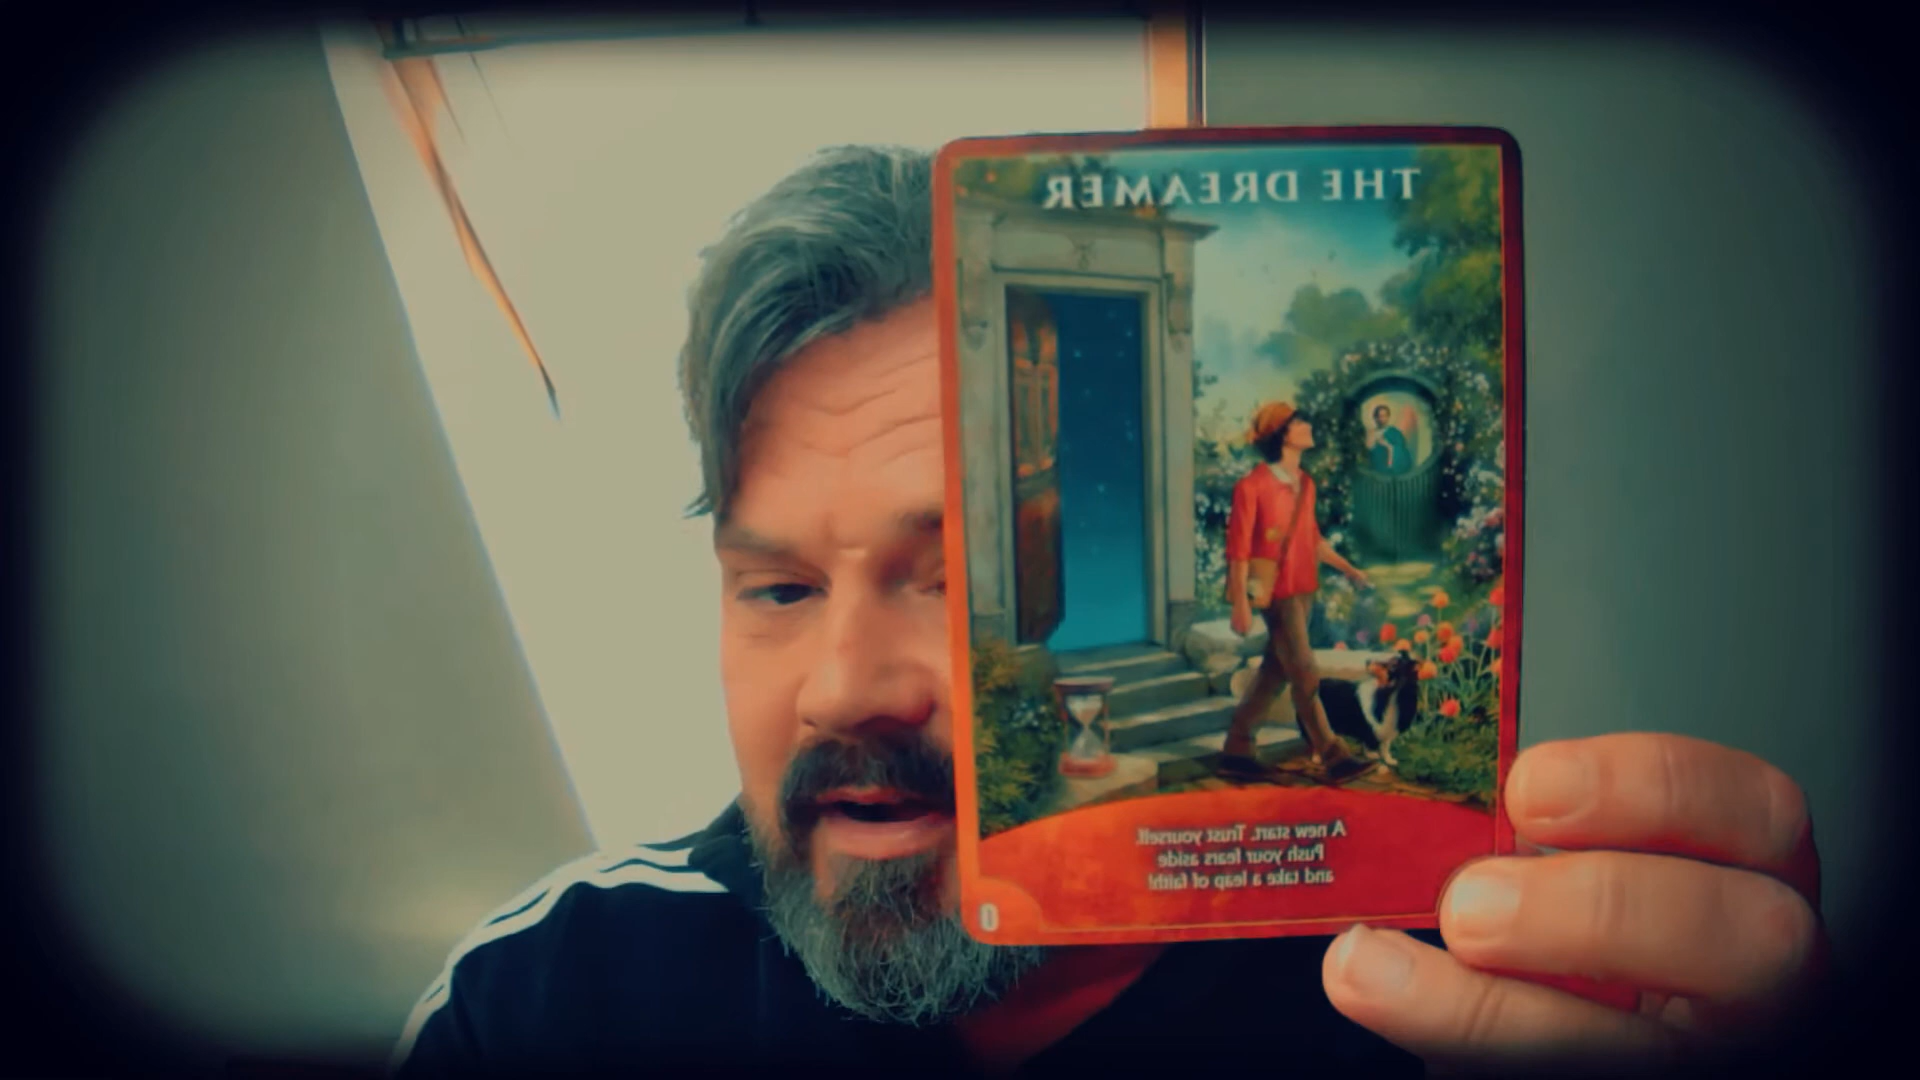 THE DREAMER
A new start. Trust yourself.
Push your fears aside
and take a leap of faith!
0